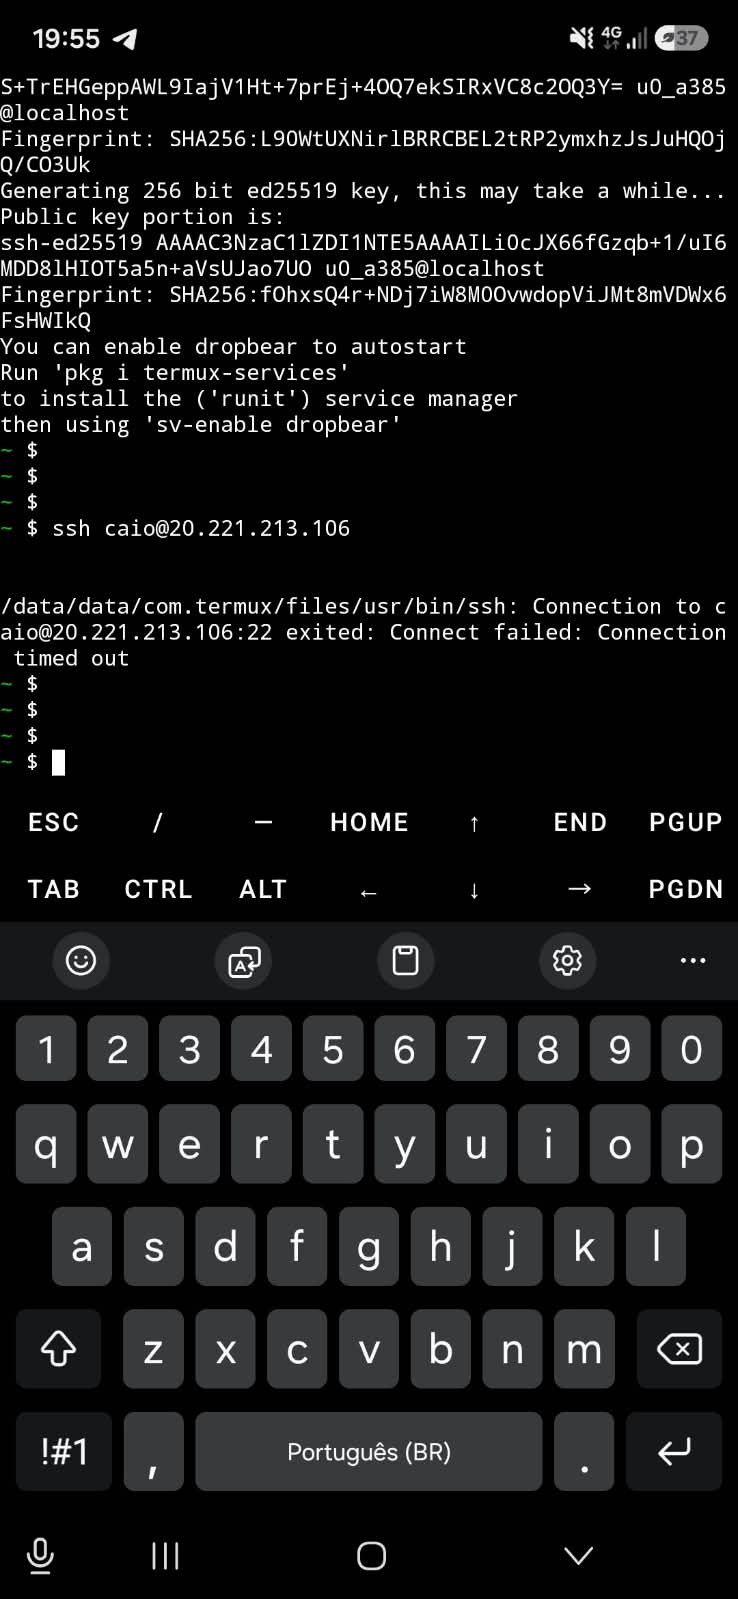 19:55
4G
37
S+TrEHGeppAWL9IajV1Ht+7prEj+4OQ7ekSIRxVC8c2OQ3Y= u0_a385
@localhost
Fingerprint: SHA256:L9OWtUXNirlBRRCBEL2tRP2ymxhzJsJuHQOj
Q/CO3Uk
Generating 256 bit ed25519 key, this may take a while...
Public key portion is:
ssh-ed25519 AAAAC3NzaC1lZDI1NTE5AAAAILi0cJX66fGzqb+1/uI6
MDD8lHIOT5a5n+aVsUJao7UO u0_a385@localhost
Fingerprint: SHA256:fOhxsQ4r+NDj7iW8MOOvwdopViJMt8mVDWx6
FsHWIkQ
You can enable dropbear to autostart
Run 'pkg i termux-services'
to install the ('runit') service manager
then using 'sv-enable dropbear'
~ $
~ $
~ $
~ $ ssh caio@20.221.213.106
/data/data/com.termux/files/usr/bin/ssh: Connection to c
aio@20.221.213.106:22 exited: Connect failed: Connection
 timed out
~ $
~ $
~ $
~ $
ESC / — HOME ↑ END PGUP
TAB CTRL ALT ← ↓ → PGDN
1 2 3 4 5 6 7 8 9 0
q w e r t y u i o p
a s d f g h j k l
z x c v b n m
!#1 , Português (BR) .